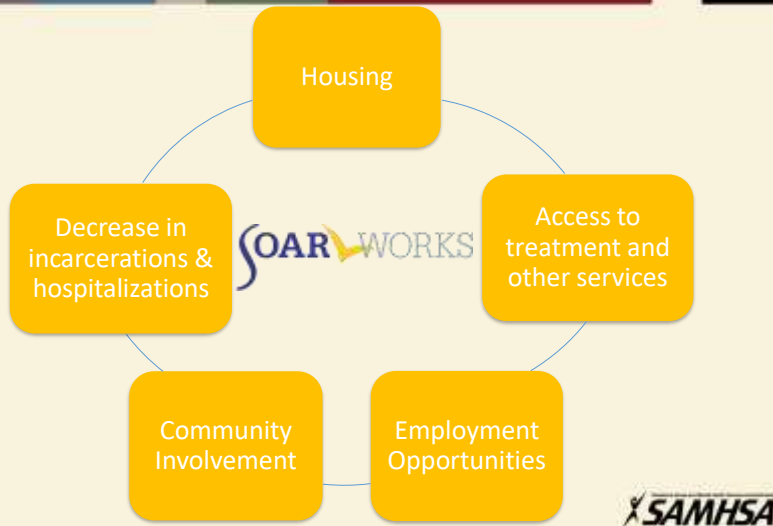 Housing
Decrease in
incarcerations &
hospitalizations
SOAR WORKS
Access to
treatment and
other services
Community
Involvement
Employment
Opportunities
SAMHSA